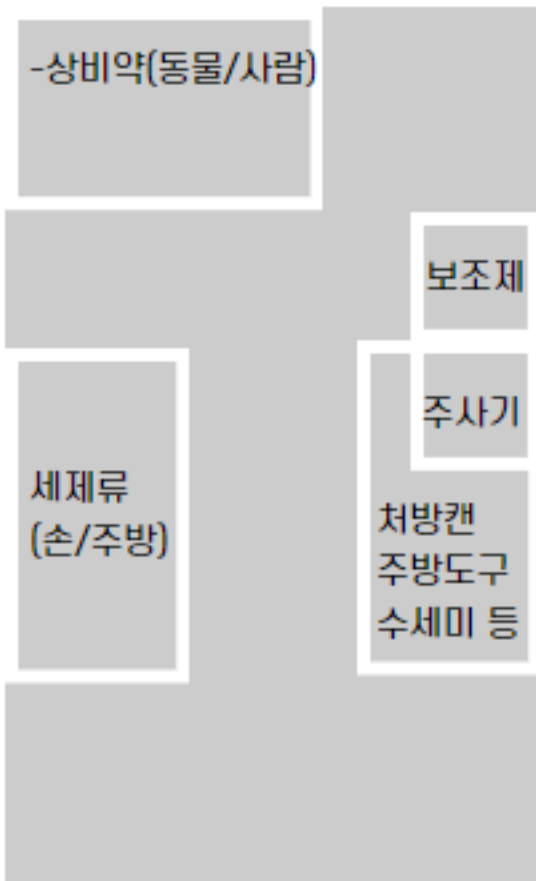 -상비약(동물/사람)
보조제
주사기
세제류
(손/주방)
처방캔
주방도구
수세미 등